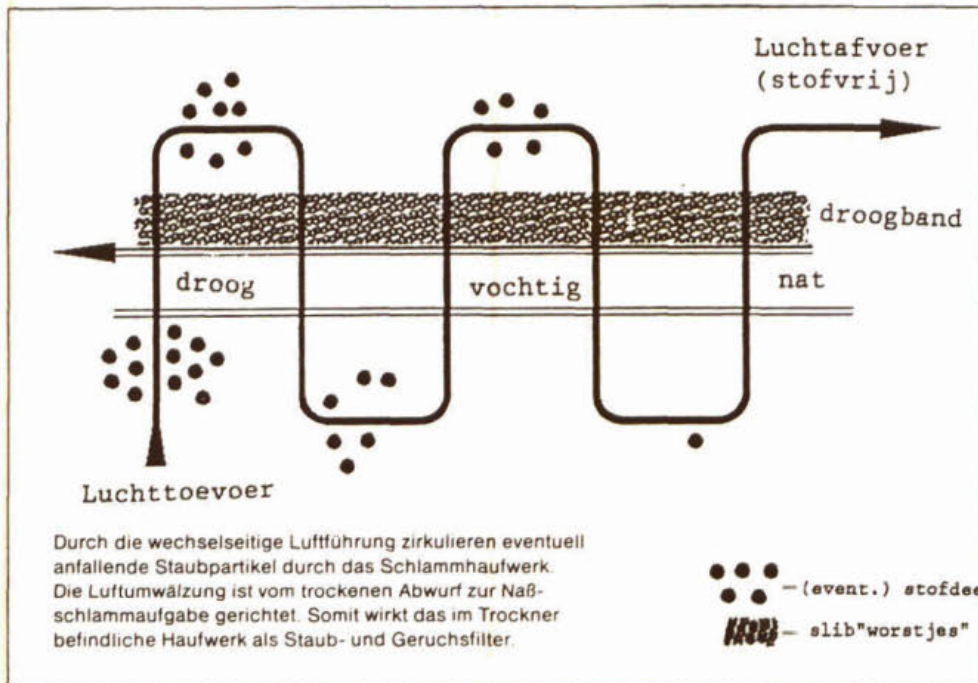 Luchtafvoer
(stofvrij)
droogband
droog
vochtig
nat
Luchttoevoer
Durch die wechselseitige Luftführung zirkulieren eventuell
anfallende Staubpartikel durch das Schlammhaufwerk.
Die Luftumwälzung ist vom trockenen Abwurf zur Naß-
schlammaufgabe gerichtet. Somit wirkt das im Trockner
befindliche Haufwerk als Staub- und Geruchsfilter.
(event.) stofdee
slib"worstjes"